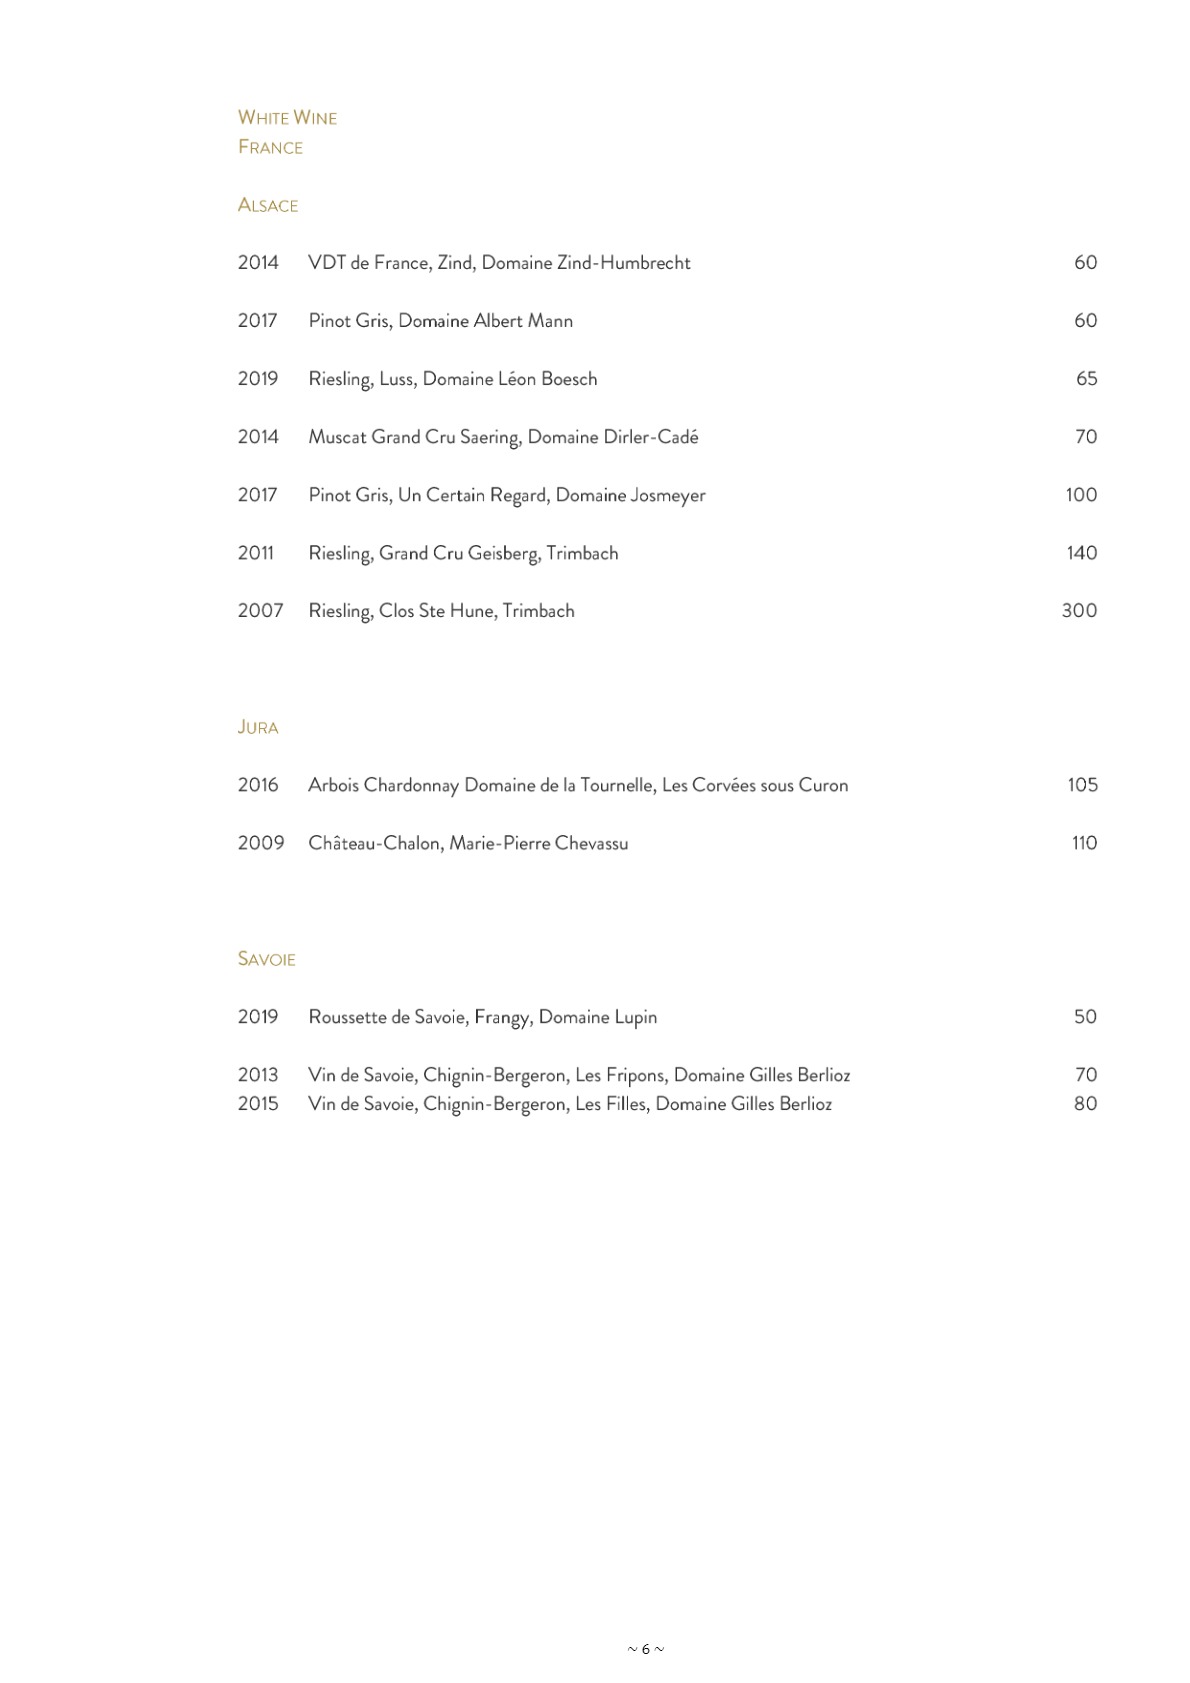 White Wine
France
Alsace
2014 VDT de France, Zind, Domaine Zind-Humbrecht 60
2017 Pinot Gris, Domaine Albert Mann 60
2019 Riesling, Luss, Domaine Léon Boesch 65
2014 Muscat Grand Cru Saering, Domaine Dirler-Cadé 70
2017 Pinot Gris, Un Certain Regard, Domaine Josmeyer 100
2011 Riesling, Grand Cru Geisberg, Trimbach 140
2007 Riesling, Clos Ste Hune, Trimbach 300
Jura
2016 Arbois Chardonnay Domaine de la Tournelle, Les Corvées sous Curon 105
2009 Château-Chalon, Marie-Pierre Chevassu 110
Savoie
2019 Roussette de Savoie, Frangy, Domaine Lupin 50
2013 Vin de Savoie, Chignin-Bergeron, Les Fripons, Domaine Gilles Berlioz 70
2015 Vin de Savoie, Chignin-Bergeron, Les Filles, Domaine Gilles Berlioz 80
~ 6 ~